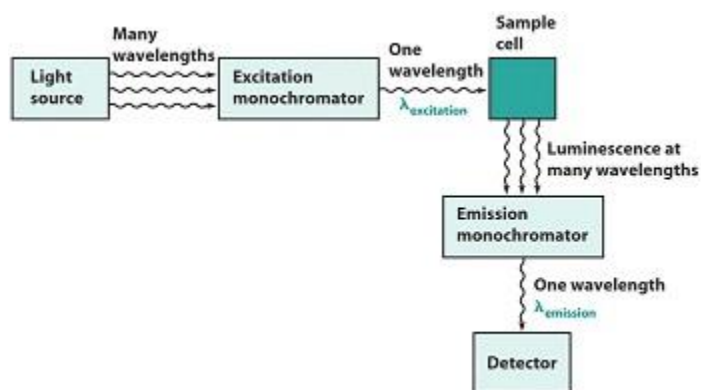 Many
wavelengths
Light
source
Excitation
monochromator
One
wavelength
λexcitation
Sample
cell
Luminescence at
many wavelengths
Emission
monochromator
One wavelength
λemission
Detector